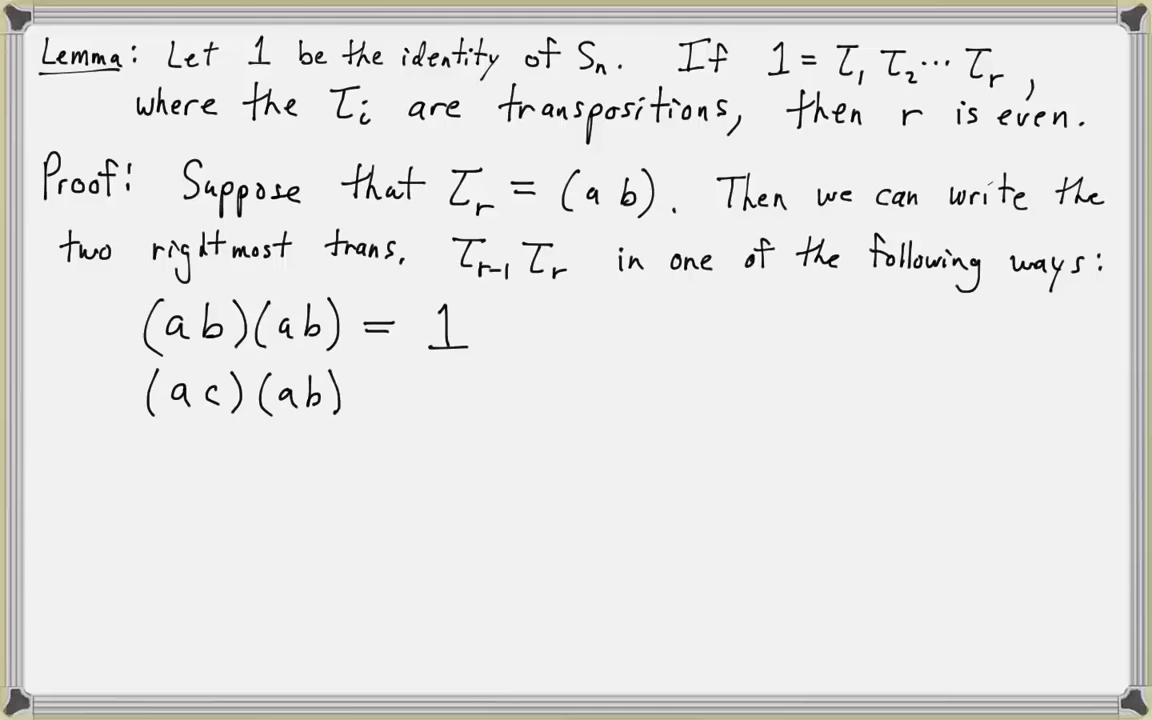 Lemma: Let 1 be the identity of Sₙ. If 1 = τ₁ τ₂ ⋯ τᵣ,
where the τᵢ are transpositions, then r is even.
Proof: Suppose that τᵣ = (a b). Then we can write the
two rightmost trans. τᵣ₋₁ τᵣ in one of the following ways:
(a b)(a b) = 1
(a c)(a b)